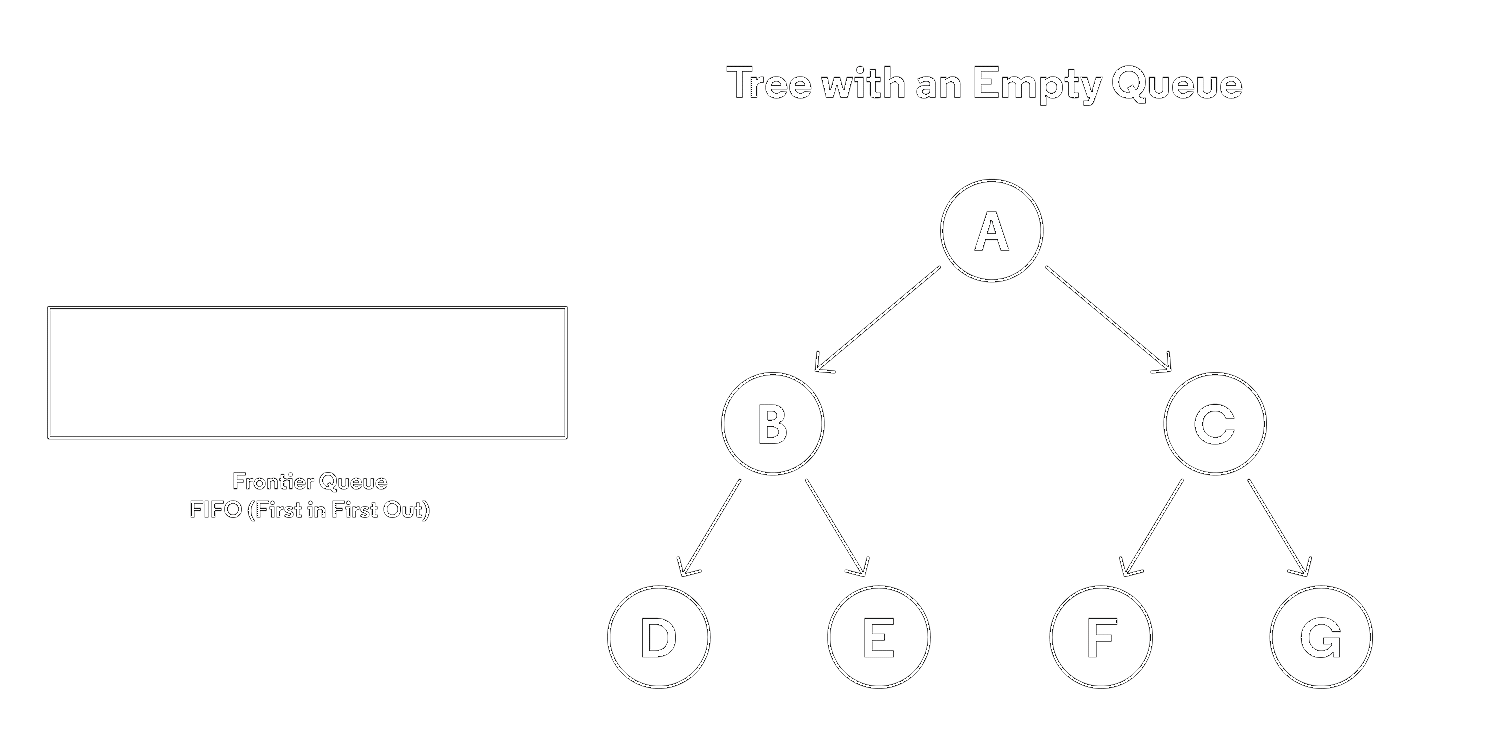 Tree with an Empty Queue
A
B
C
Frontier Queue
FIFO (First in First Out)
D
E
F
G